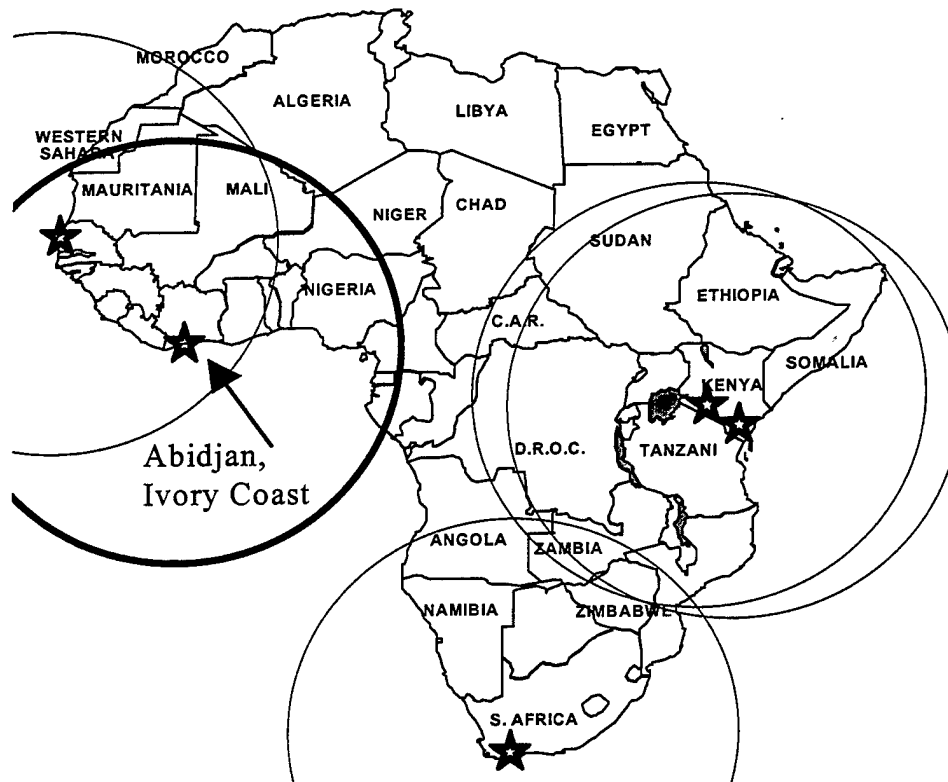 MOROCCO
ALGERIA
LIBYA
EGYPT
WESTERN
SAHARA
MAURITANIA
MALI
NIGER
CHAD
SUDAN
NIGERIA
ETHIOPIA
C.A.R.
SOMALIA
KENYA
D.R.O.C.
TANZANI
Abidjan,
Ivory Coast
ANGOLA
ZAMBIA
NAMIBIA
ZIMBABWE
S. AFRICA